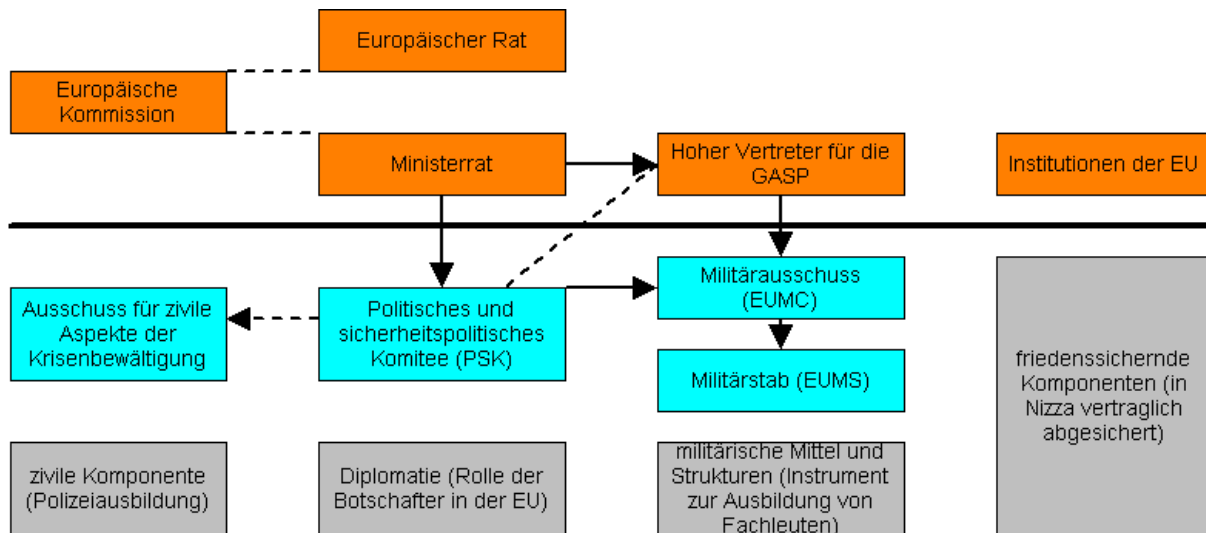 Europäischer Rat
Europäische
Kommission
Ministerrat
Hoher Vertreter für die
GASP
Institutionen der EU
Ausschuss für zivile
Aspekte der
Krisenbewältigung
Politisches und
sicherheitspolitisches
Komitee (PSK)
Militärausschuss
(EUMC)
Militärstab (EUMS)
friedenssichernde
Komponenten (in
Nizza vertraglich
abgesichert)
zivile Komponente
(Polizeiausbildung)
Diplomatie (Rolle der
Botschafter in der EU)
militärische Mittel und
Strukturen (Instrument
zur Ausbildung von
Fachleuten)